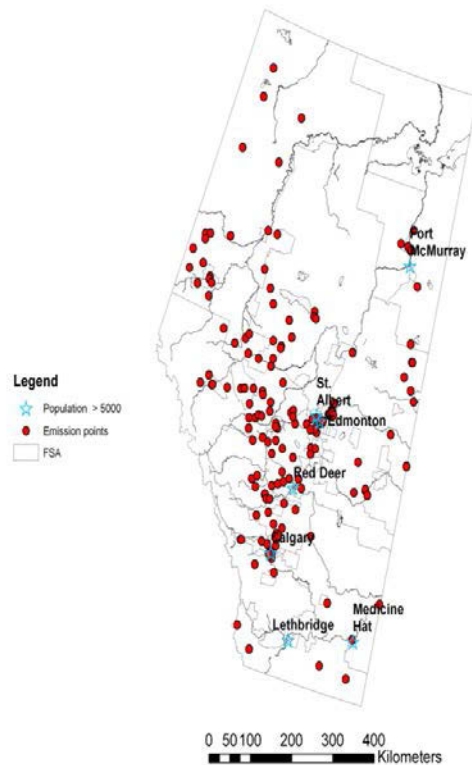 Fort
McMurray
St.
Albert
Edmonton
Red Deer
Calgary
Medicine
Hat
Lethbridge
Legend
Population > 5000
Emission points
FSA
0 50100 200 300 400
Kilometers